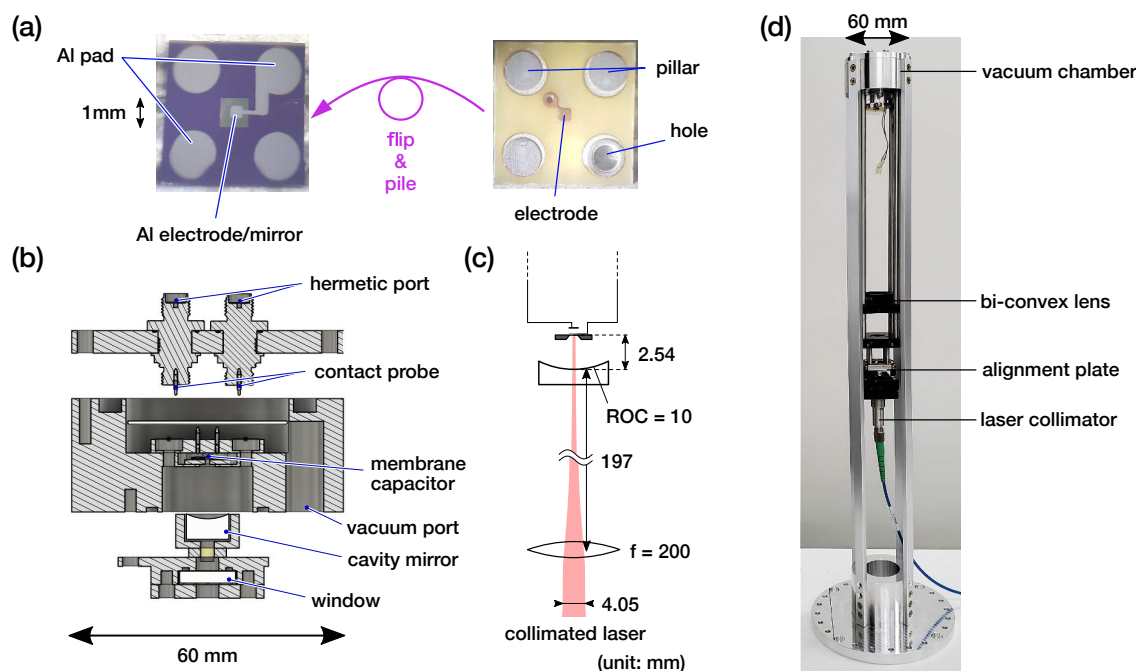 (a)
Al pad
1mm
Al electrode/mirror
flip
&
pile
pillar
hole
electrode
(b)
hermetic port
contact probe
membrane
capacitor
vacuum port
cavity mirror
window
60 mm
(c)
2.54
ROC = 10
197
f = 200
4.05
collimated laser
(unit: mm)
(d)
60 mm
vacuum chamber
bi-convex lens
alignment plate
laser collimator